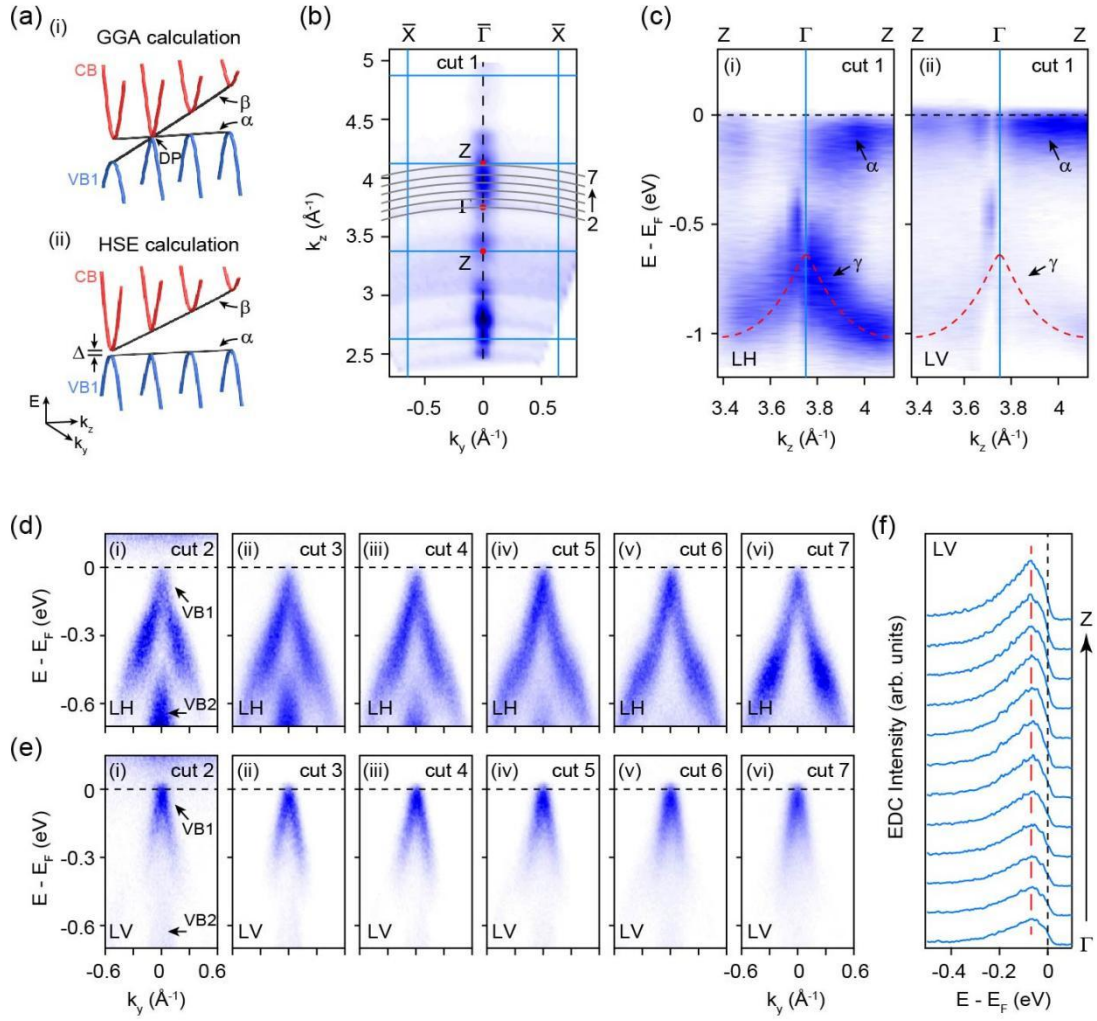 (a)
(i)
GGA calculation
CB
β
α
DP
VB1
(ii)
HSE calculation
CB
β
α
Δ
VB1
E
k_z
k_y
(b)
X̄ Γ̄ X̄
cut 1
5
4.5
4
3.5
3
2.5
Z
Γ
Z
7
2
k_z (Å⁻¹)
-0.5 0 0.5
k_y (Å⁻¹)
(c)
Z Γ Z
(i) cut 1
α
γ
LH
0
-0.5
-1
E - E_F (eV)
3.4 3.6 3.8 4
k_z (Å⁻¹)
Γ Z
(ii) cut 1
α
γ
LV
3.4 3.6 3.8 4
k_z (Å⁻¹)
(d)
(i) cut 2
(ii) cut 3
(iii) cut 4
(iv) cut 5
(v) cut 6
(vi) cut 7
VB1
VB2
LH LH LH LH LH LH
0
-0.3
-0.6
E - E_F (eV)
(e)
(i) cut 2
(ii) cut 3
(iii) cut 4
(iv) cut 5
(v) cut 6
(vi) cut 7
VB1
VB2
LV LV LV LV LV LV
0
-0.3
-0.6
E - E_F (eV)
-0.6 0 0.6
k_y (Å⁻¹)
-0.6 0 0.6
k_y (Å⁻¹)
(f)
LV
Z
Γ
EDC Intensity (arb. units)
-0.4 -0.2 0
E - E_F (eV)